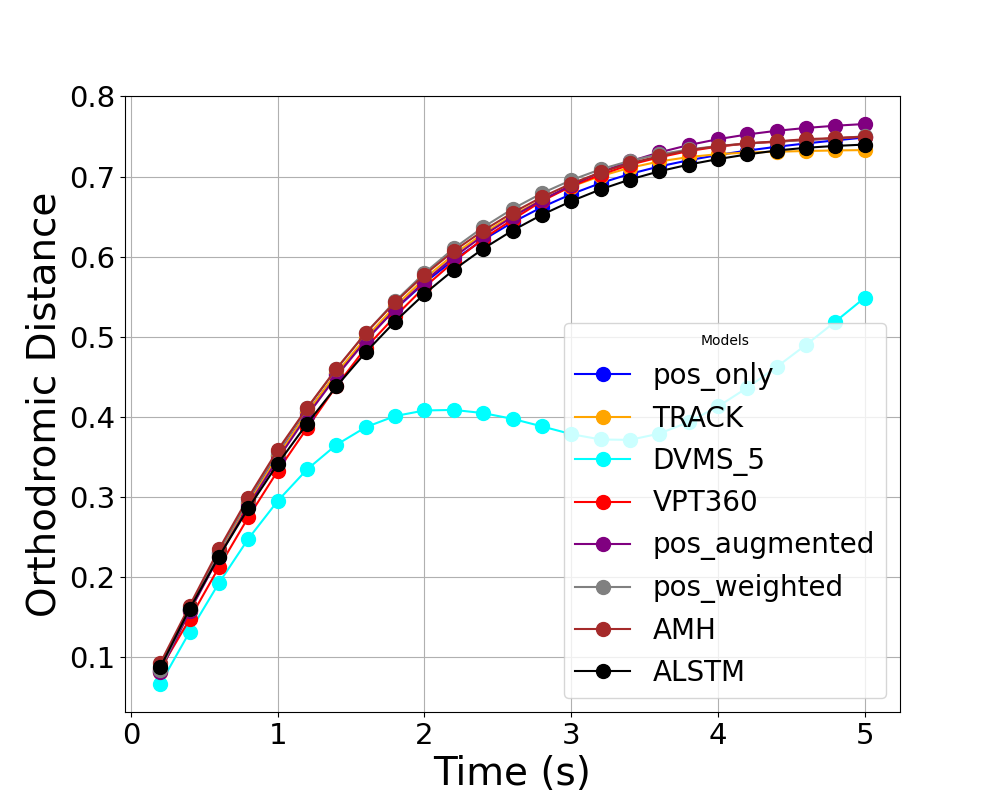 0.8
0.7
0.6
0.5
0.4
0.3
0.2
0.1
Orthodromic Distance
Models
pos_only
TRACK
DVMS_5
VPT360
pos_augmented
pos_weighted
AMH
ALSTM
0 1 2 3 4 5
Time (s)